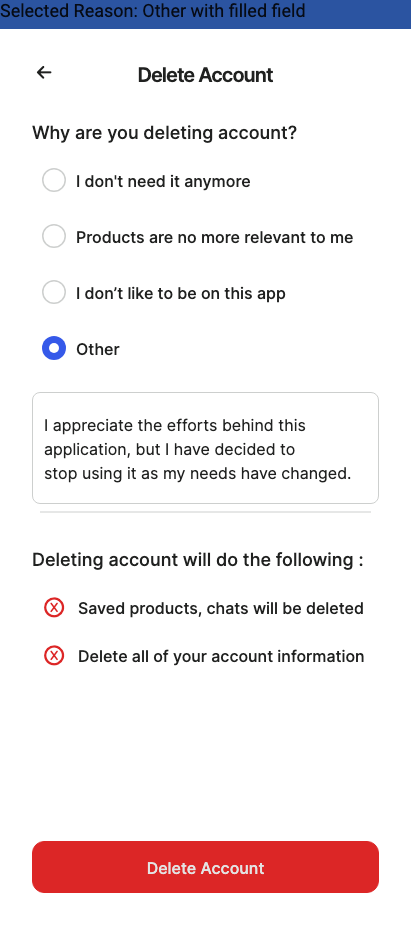 Selected Reason: Other with filled field
Delete Account
Why are you deleting account?
I don't need it anymore
Products are no more relevant to me
I don’t like to be on this app
Other
I appreciate the efforts behind this
application, but I have decided to
stop using it as my needs have changed.
Deleting account will do the following :
Saved products, chats will be deleted
Delete all of your account information
Delete Account